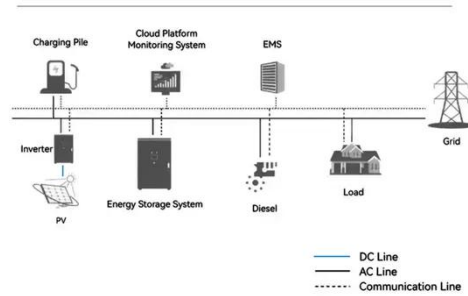 Charging Pile
Cloud Platform
Monitoring System
EMS
Grid
Inverter
PV
Energy Storage System
Diesel
Load
DC Line
AC Line
Communication Line